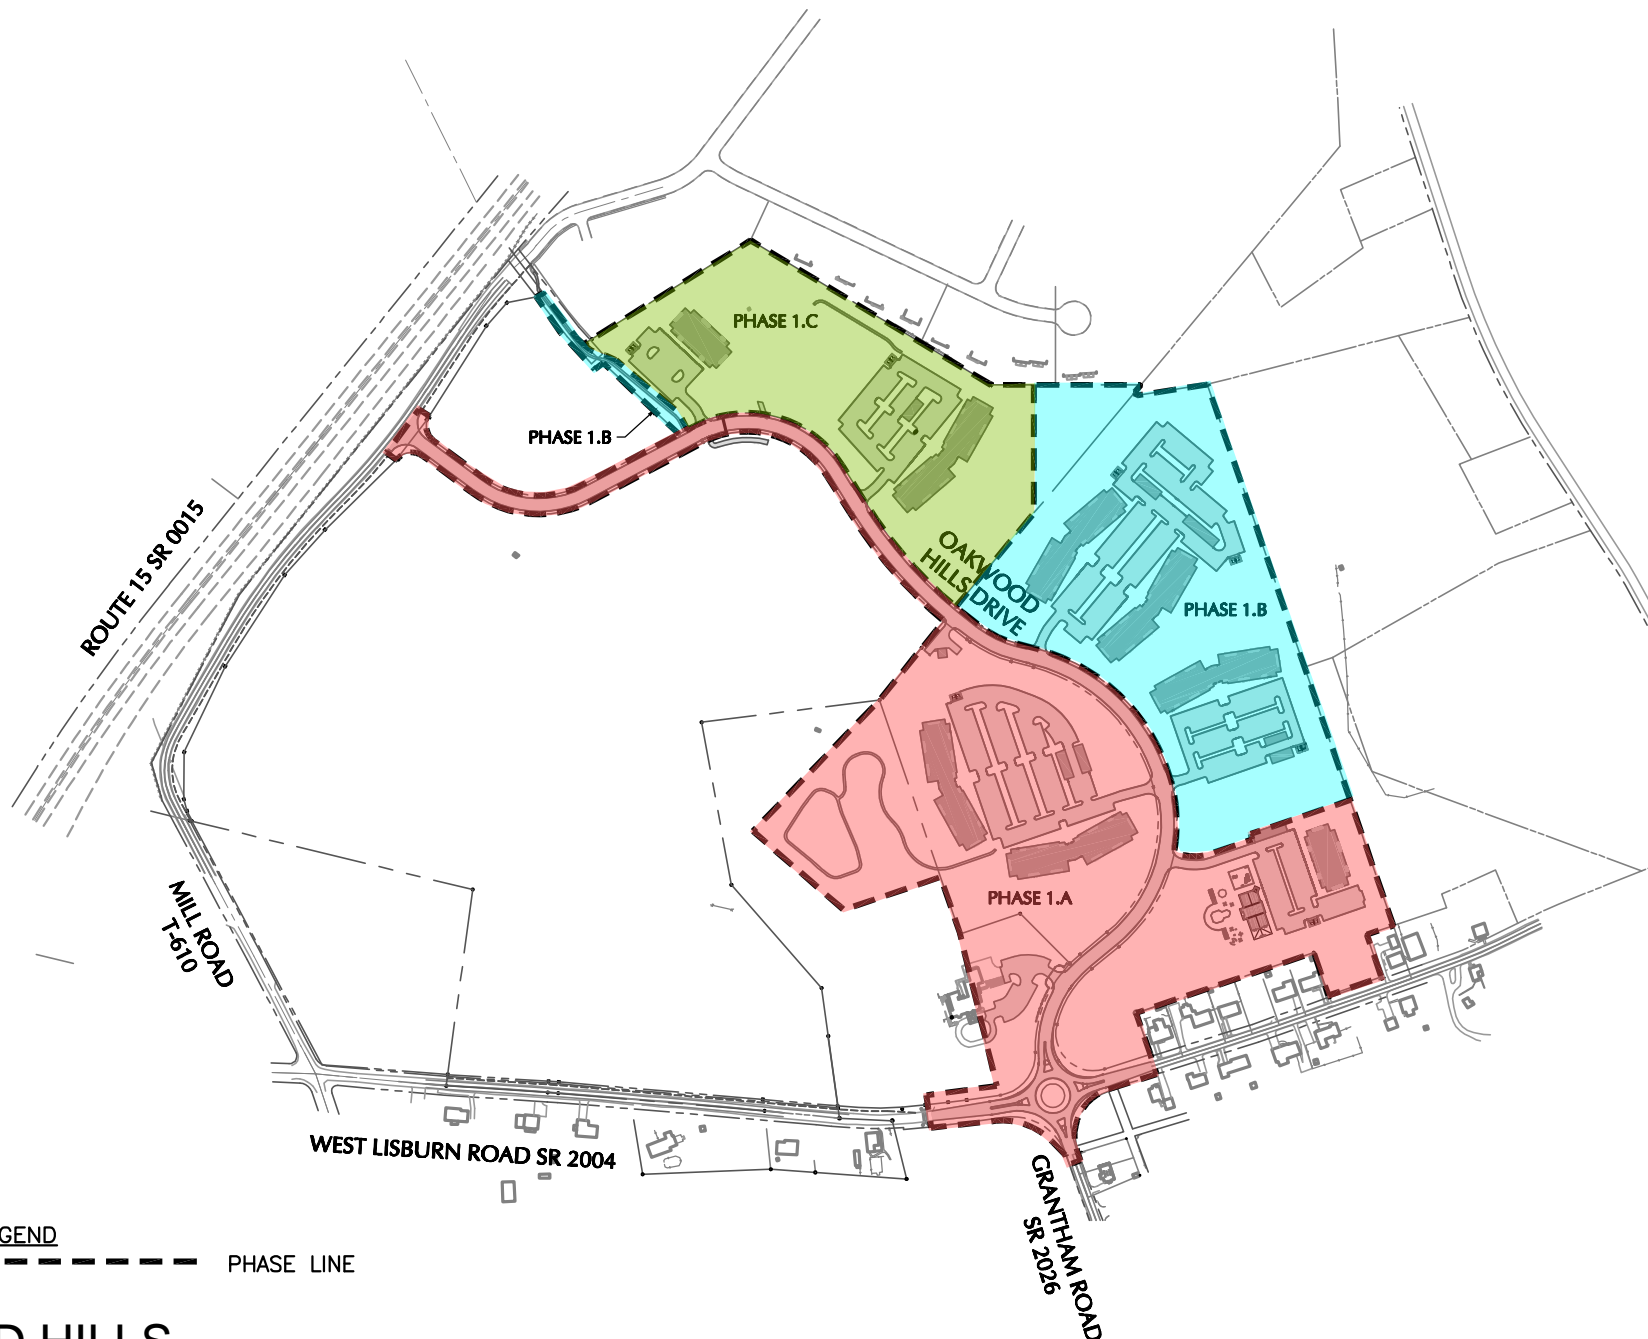 PHASE 1.C
PHASE 1.B
ROUTE 15 SR 0015
OAKWOOD
HILLS DRIVE
PHASE 1.B
PHASE 1.A
MILL ROAD
T-610
WEST LISBURN ROAD SR 2004
GRANTHAM ROAD
SR 2026
GEND
PHASE LINE
D HILLS